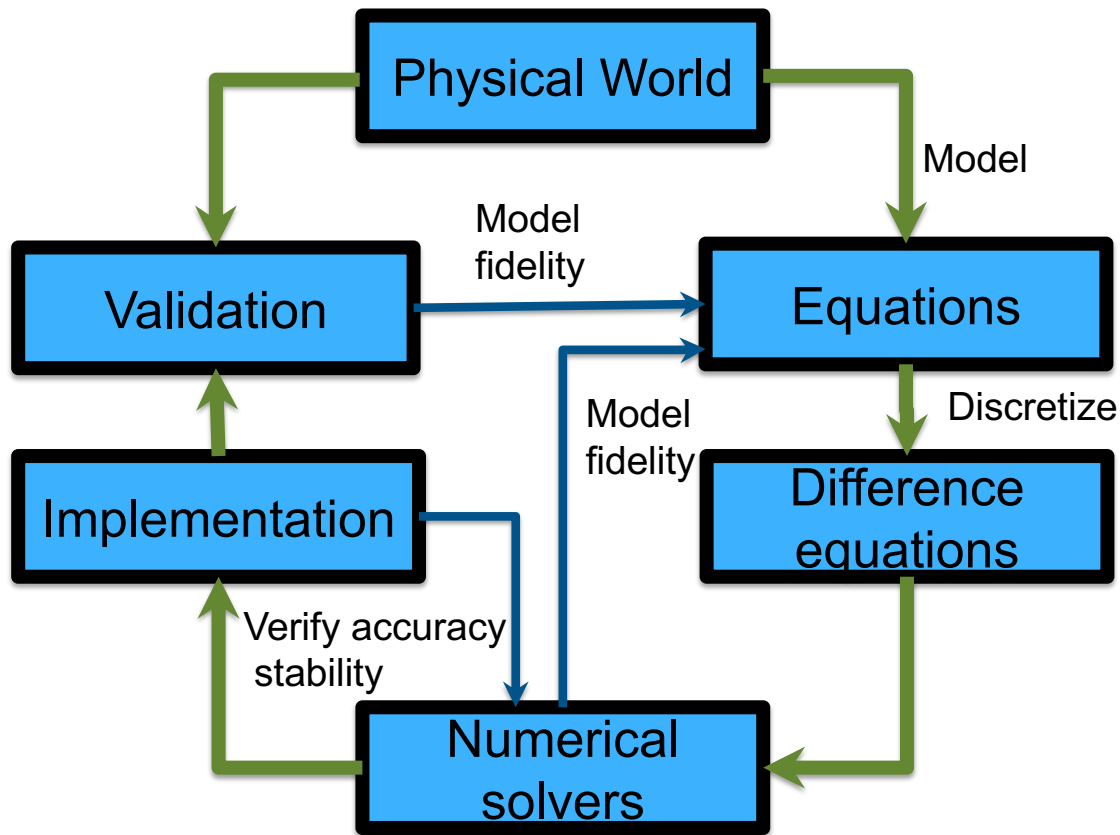 Physical World
Model
Model
fidelity
Validation
Equations
Model
fidelity
Discretize
Implementation
Difference
equations
Verify accuracy
stability
Numerical
solvers